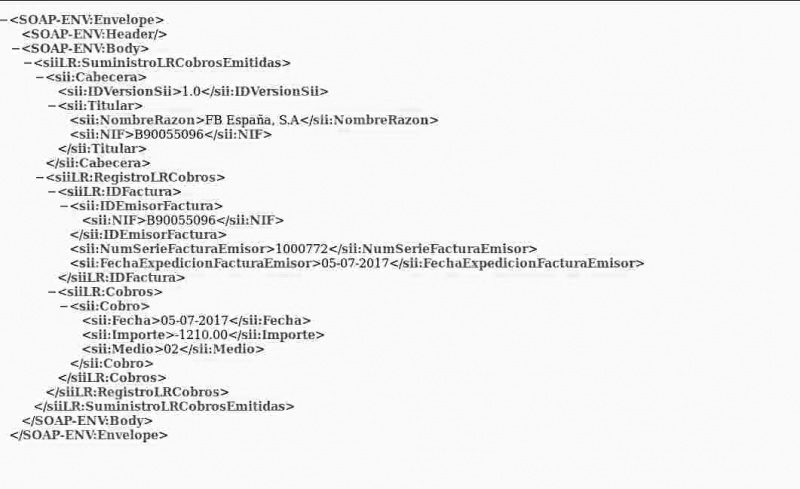 −<SOAP-ENV:Envelope>
<SOAP-ENV:Header/>
−<SOAP-ENV:Body>
−<siiLR:SuministroLRCobrosEmitidas>
−<sii:Cabecera>
<sii:IDVersionSii>1.0</sii:IDVersionSii>
−<sii:Titular>
<sii:NombreRazon>FB España, S.A</sii:NombreRazon>
<sii:NIF>B90055096</sii:NIF>
</sii:Titular>
</sii:Cabecera>
−<siiLR:RegistroLRCobros>
−<siiLR:IDFactura>
−<sii:IDEmisorFactura>
<sii:NIF>B90055096</sii:NIF>
</sii:IDEmisorFactura>
<sii:NumSerieFacturaEmisor>1000772</sii:NumSerieFacturaEmisor>
<sii:FechaExpedicionFacturaEmisor>05-07-2017</sii:FechaExpedicionFacturaEmisor>
</siiLR:IDFactura>
−<siiLR:Cobros>
−<sii:Cobro>
<sii:Fecha>05-07-2017</sii:Fecha>
<sii:Importe>-1210.00</sii:Importe>
<sii:Medio>02</sii:Medio>
</sii:Cobro>
</siiLR:Cobros>
</siiLR:RegistroLRCobros>
</siiLR:SuministroLRCobrosEmitidas>
</SOAP-ENV:Body>
</SOAP-ENV:Envelope>